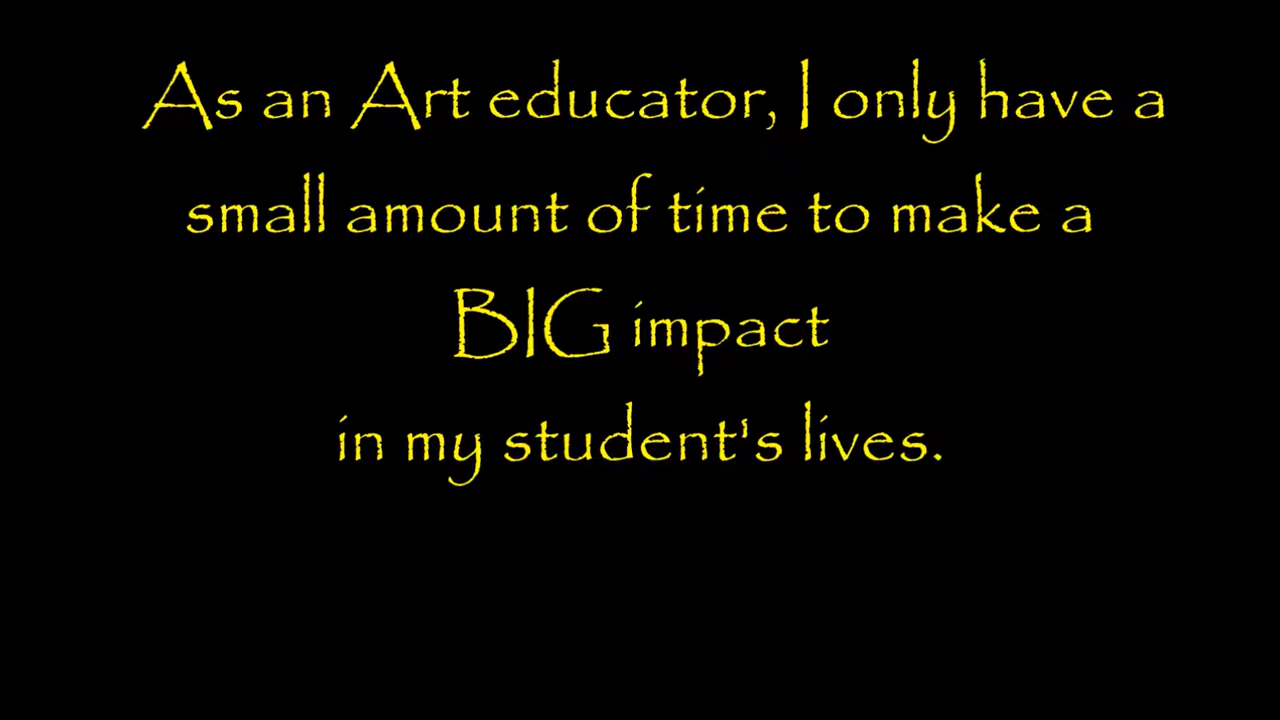 As an Art educator, I only have a
small amount of time to make a
BIG impact
in my student's lives.